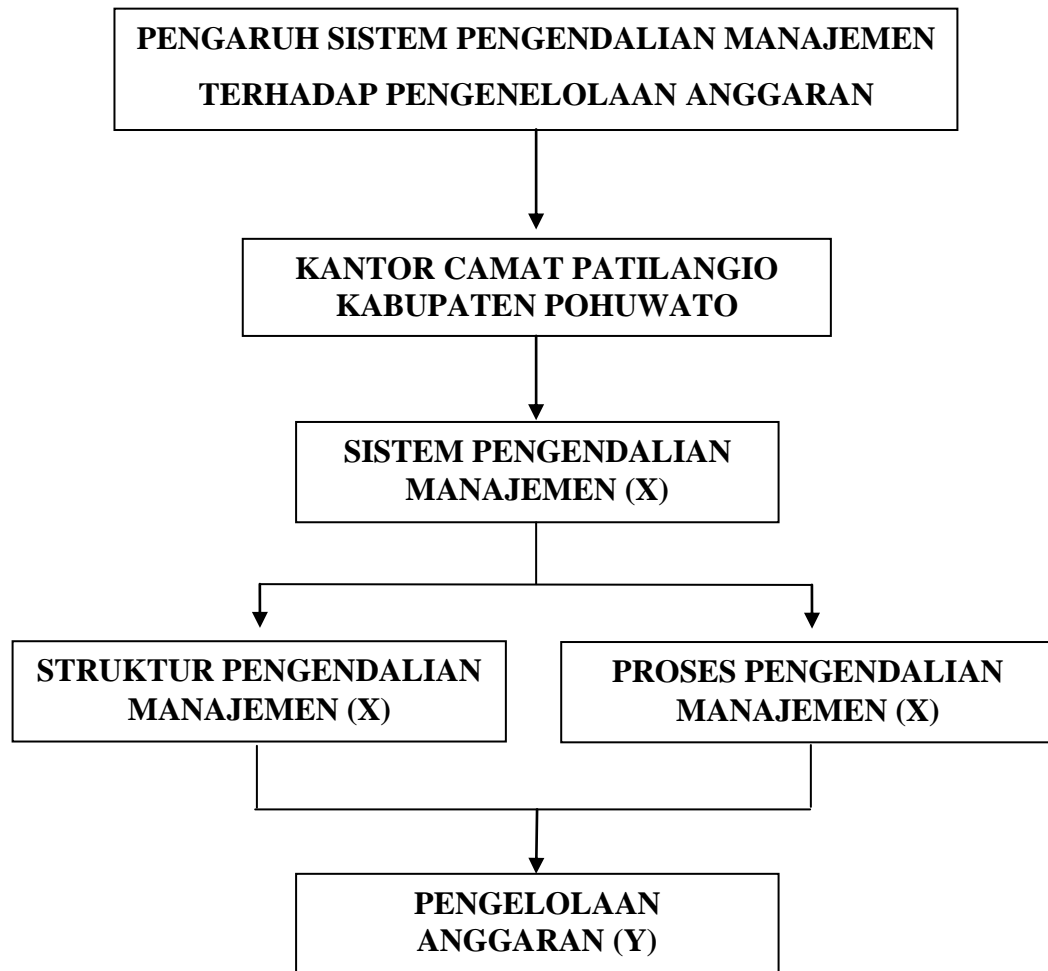 PENGARUH SISTEM PENGENDALIAN MANAJEMEN
TERHADAP PENGENELOLAAN ANGGARAN
KANTOR CAMAT PATILANGIO
KABUPATEN POHUWATO
SISTEM PENGENDALIAN
MANAJEMEN (X)
STRUKTUR PENGENDALIAN
MANAJEMEN (X)
PROSES PENGENDALIAN
MANAJEMEN (X)
PENGELOLAAN
ANGGARAN (Y)